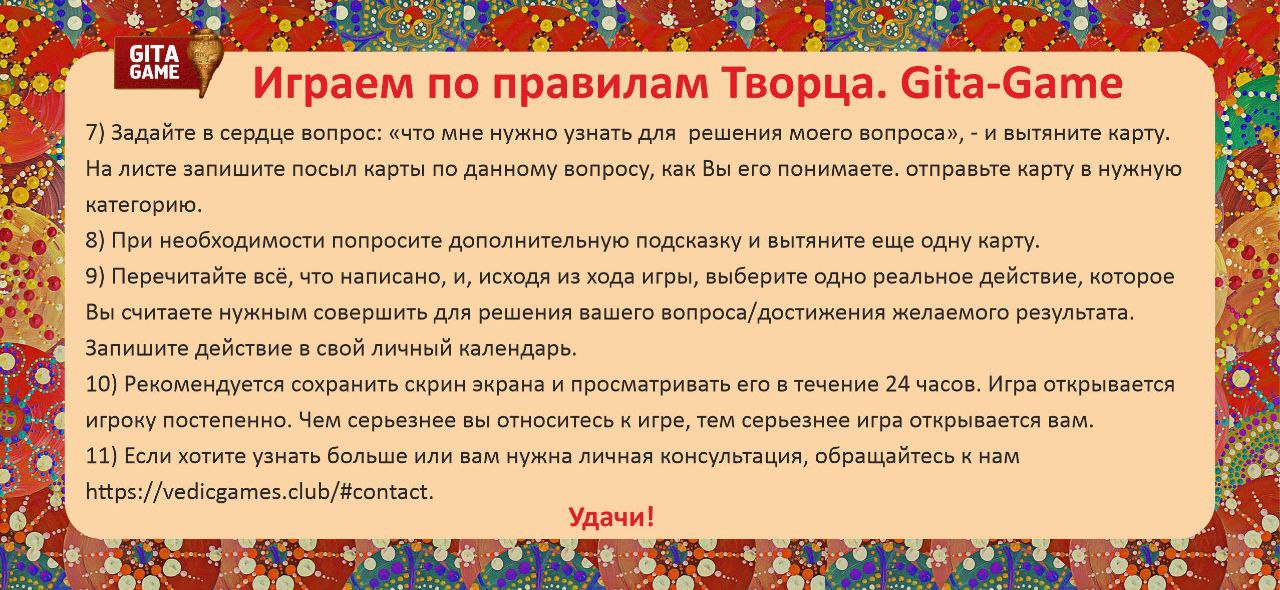 GITA
GAME
Играем по правилам Творца. Gita-Game
7) Задайте в сердце вопрос: «что мне нужно узнать для  решения моего вопроса», - и вытяните карту.
На листе запишите посыл карты по данному вопросу, как Вы его понимаете. отправьте карту в нужную
категорию.
8) При необходимости попросите дополнительную подсказку и вытяните еще одну карту.
9) Перечитайте всё, что написано, и, исходя из хода игры, выберите одно реальное действие, которое
Вы считаете нужным совершить для решения вашего вопроса/достижения желаемого результата.
Запишите действие в свой личный календарь.
10) Рекомендуется сохранить скрин экрана и просматривать его в течение 24 часов. Игра открывается
игроку постепенно. Чем серьезнее вы относитесь к игре, тем серьезнее игра открывается вам.
11) Если хотите узнать больше или вам нужна личная консультация, обращайтесь к нам
https://vedicgames.club/#contact.
Удачи!